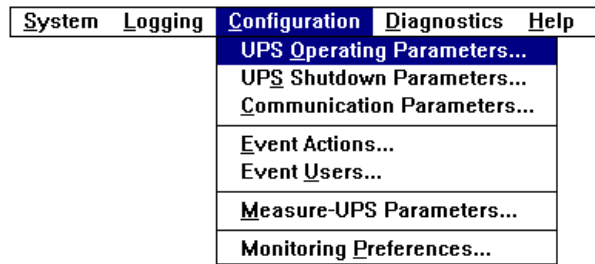 System Logging Configuration Diagnostics Help
UPS Operating Parameters...
UPS Shutdown Parameters...
Communication Parameters...
Event Actions...
Event Users...
Measure-UPS Parameters...
Monitoring Preferences...